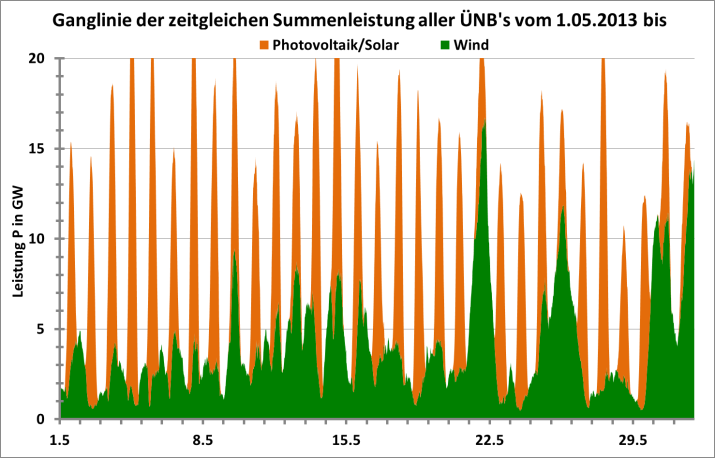 Ganglinie der zeitgleichen Summenleistung aller ÜNB's vom 1.05.2013 bis
Photovoltaik/Solar Wind
Leistung P in GW
20
15
10
5
0
1.5 8.5 15.5 22.5 29.5